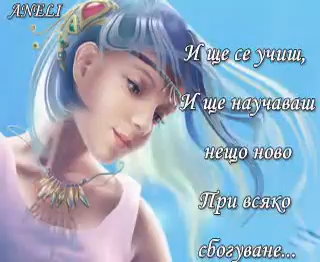 ANELI
И ще се учиш,
И ще научаваш
нещо ново
При всяко
сбогуване...